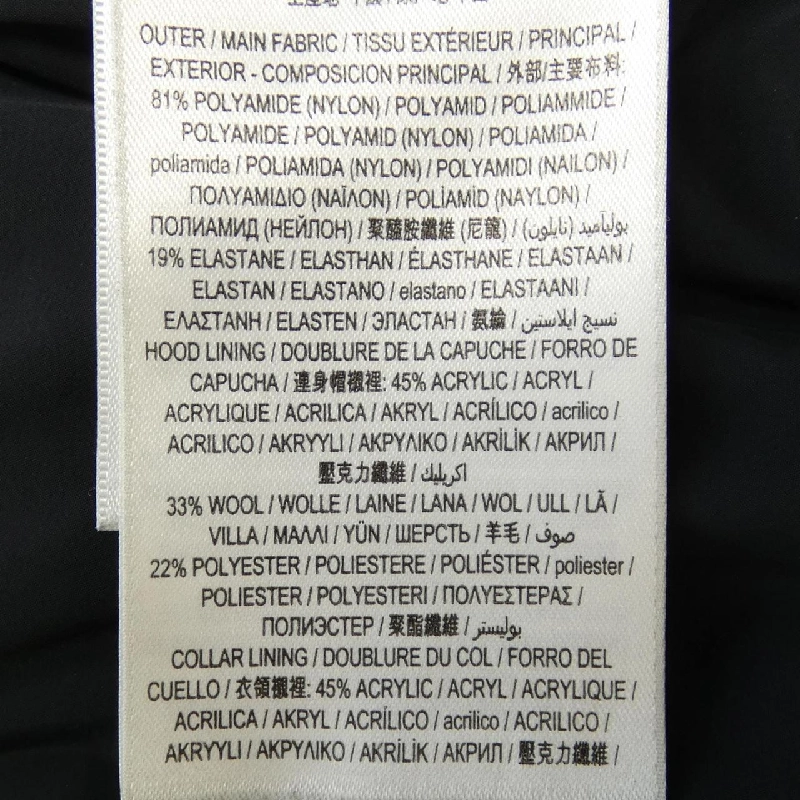 OUTER / MAIN FABRIC / TISSU EXTÉRIEUR / PRINCIPAL /
EXTERIOR - COMPOSICION PRINCIPAL / 外部/主要布料:
81% POLYAMIDE (NYLON) / POLYAMID / POLIAMMIDE /
POLYAMIDE / POLYAMID (NYLON) / POLIAMIDA /
poliamida / POLIAMIDA (NYLON) / POLYAMIDI (NAILON) /
ΠΟΛΥΑΜΙΔΙΟ (ΝΑΪΛΟΝ) / POLİAMİD (NAYLON) /
ПОЛИАМИД (НЕЙЛОН) / 聚醯胺纖維 (尼龍) / بولياميد (نايلون)
19% ELASTANE / ELASTHAN / ÉLASTHANE / ELASTAAN /
ELASTAN / ELASTANO / elastano / ELASTAANI /
ΕΛΑΣΤΑΝΗ / ELASTEN / ЭЛАСТАН / 氨綸 / نسيج ايلاستين
HOOD LINING / DOUBLURE DE LA CAPUCHE / FORRO DE
CAPUCHA / 連身帽襯裡: 45% ACRYLIC / ACRYL /
ACRYLIQUE / ACRILICA / AKRYL / ACRÍLICO / acrilico /
ACRILICO / AKRYYLI / ΑΚΡΥΛΙΚΟ / AKRİLİK / АКРИЛ /
壓克力纖維 / اكريليك
33% WOOL / WOLLE / LAINE / LANA / WOL / ULL / LÃ /
VILLA / ΜΑΛΛΙ / YÜN / ШЕРСТЬ / 羊毛 / صوف
22% POLYESTER / POLIESTERE / POLIÉSTER / poliester /
POLIESTER / POLYESTERI / ΠΟΛΥΕΣΤΕΡΑΣ /
ПОЛИЭСТЕР / 聚酯纖維 / بوليستر
COLLAR LINING / DOUBLURE DU COL / FORRO DEL
CUELLO / 衣領襯裡: 45% ACRYLIC / ACRYL / ACRYLIQUE /
ACRILICA / AKRYL / ACRÍLICO / acrilico / ACRILICO /
AKRYYLI / ΑΚΡΥΛΙΚΟ / AKRİLİK / АКРИЛ / 壓克力纖維 /